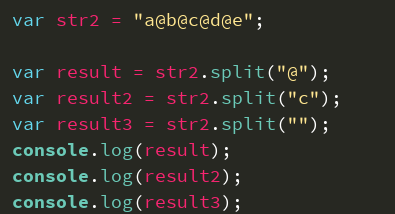 var str2 = "a@b@c@d@e";
var result = str2.split("@");
var result2 = str2.split("c");
var result3 = str2.split("");
console.log(result);
console.log(result2);
console.log(result3);